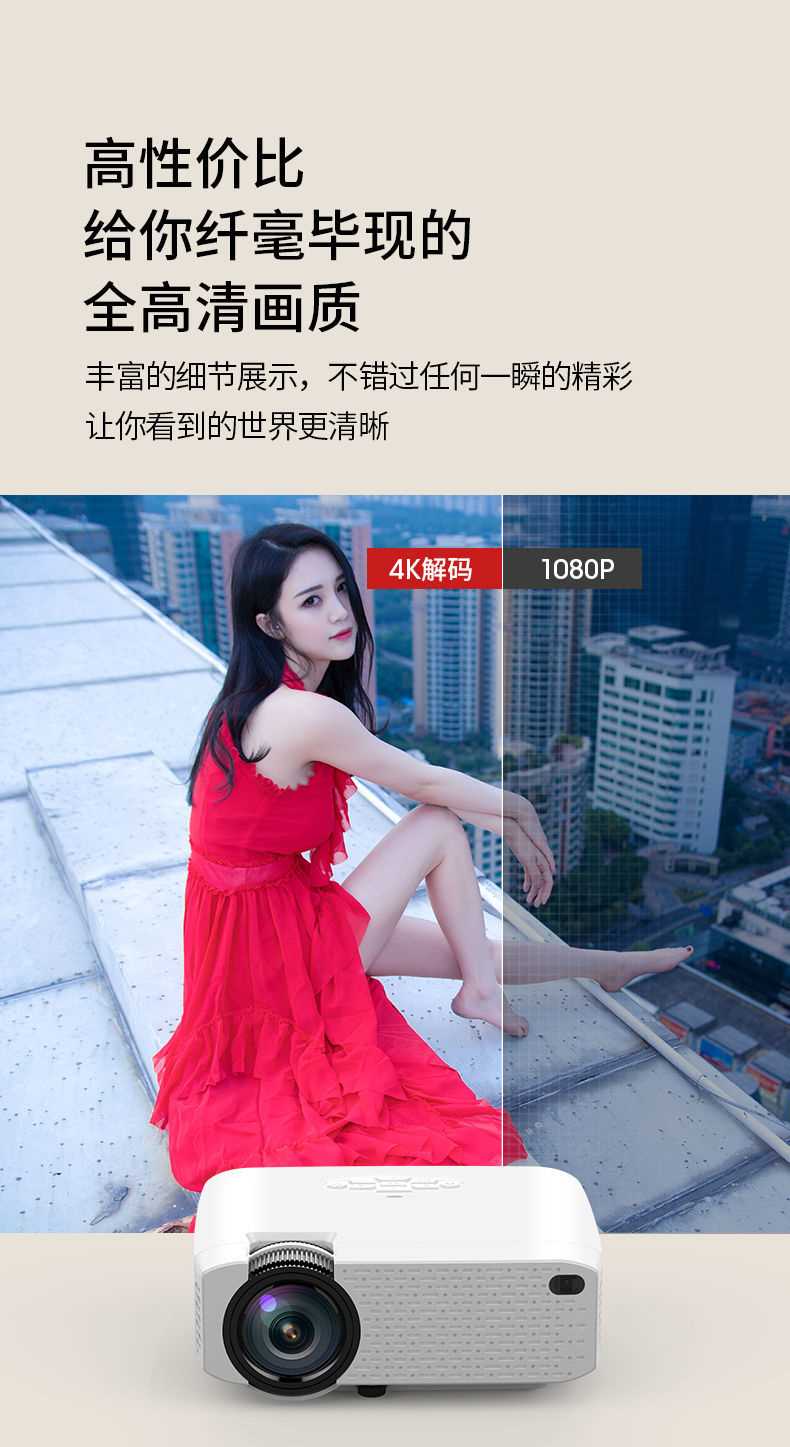 高性价比
给你纤毫毕现的
全高清画质
丰富的细节展示，不错过任何一瞬的精彩
让你看到的世界更清晰
4K解码
1080P